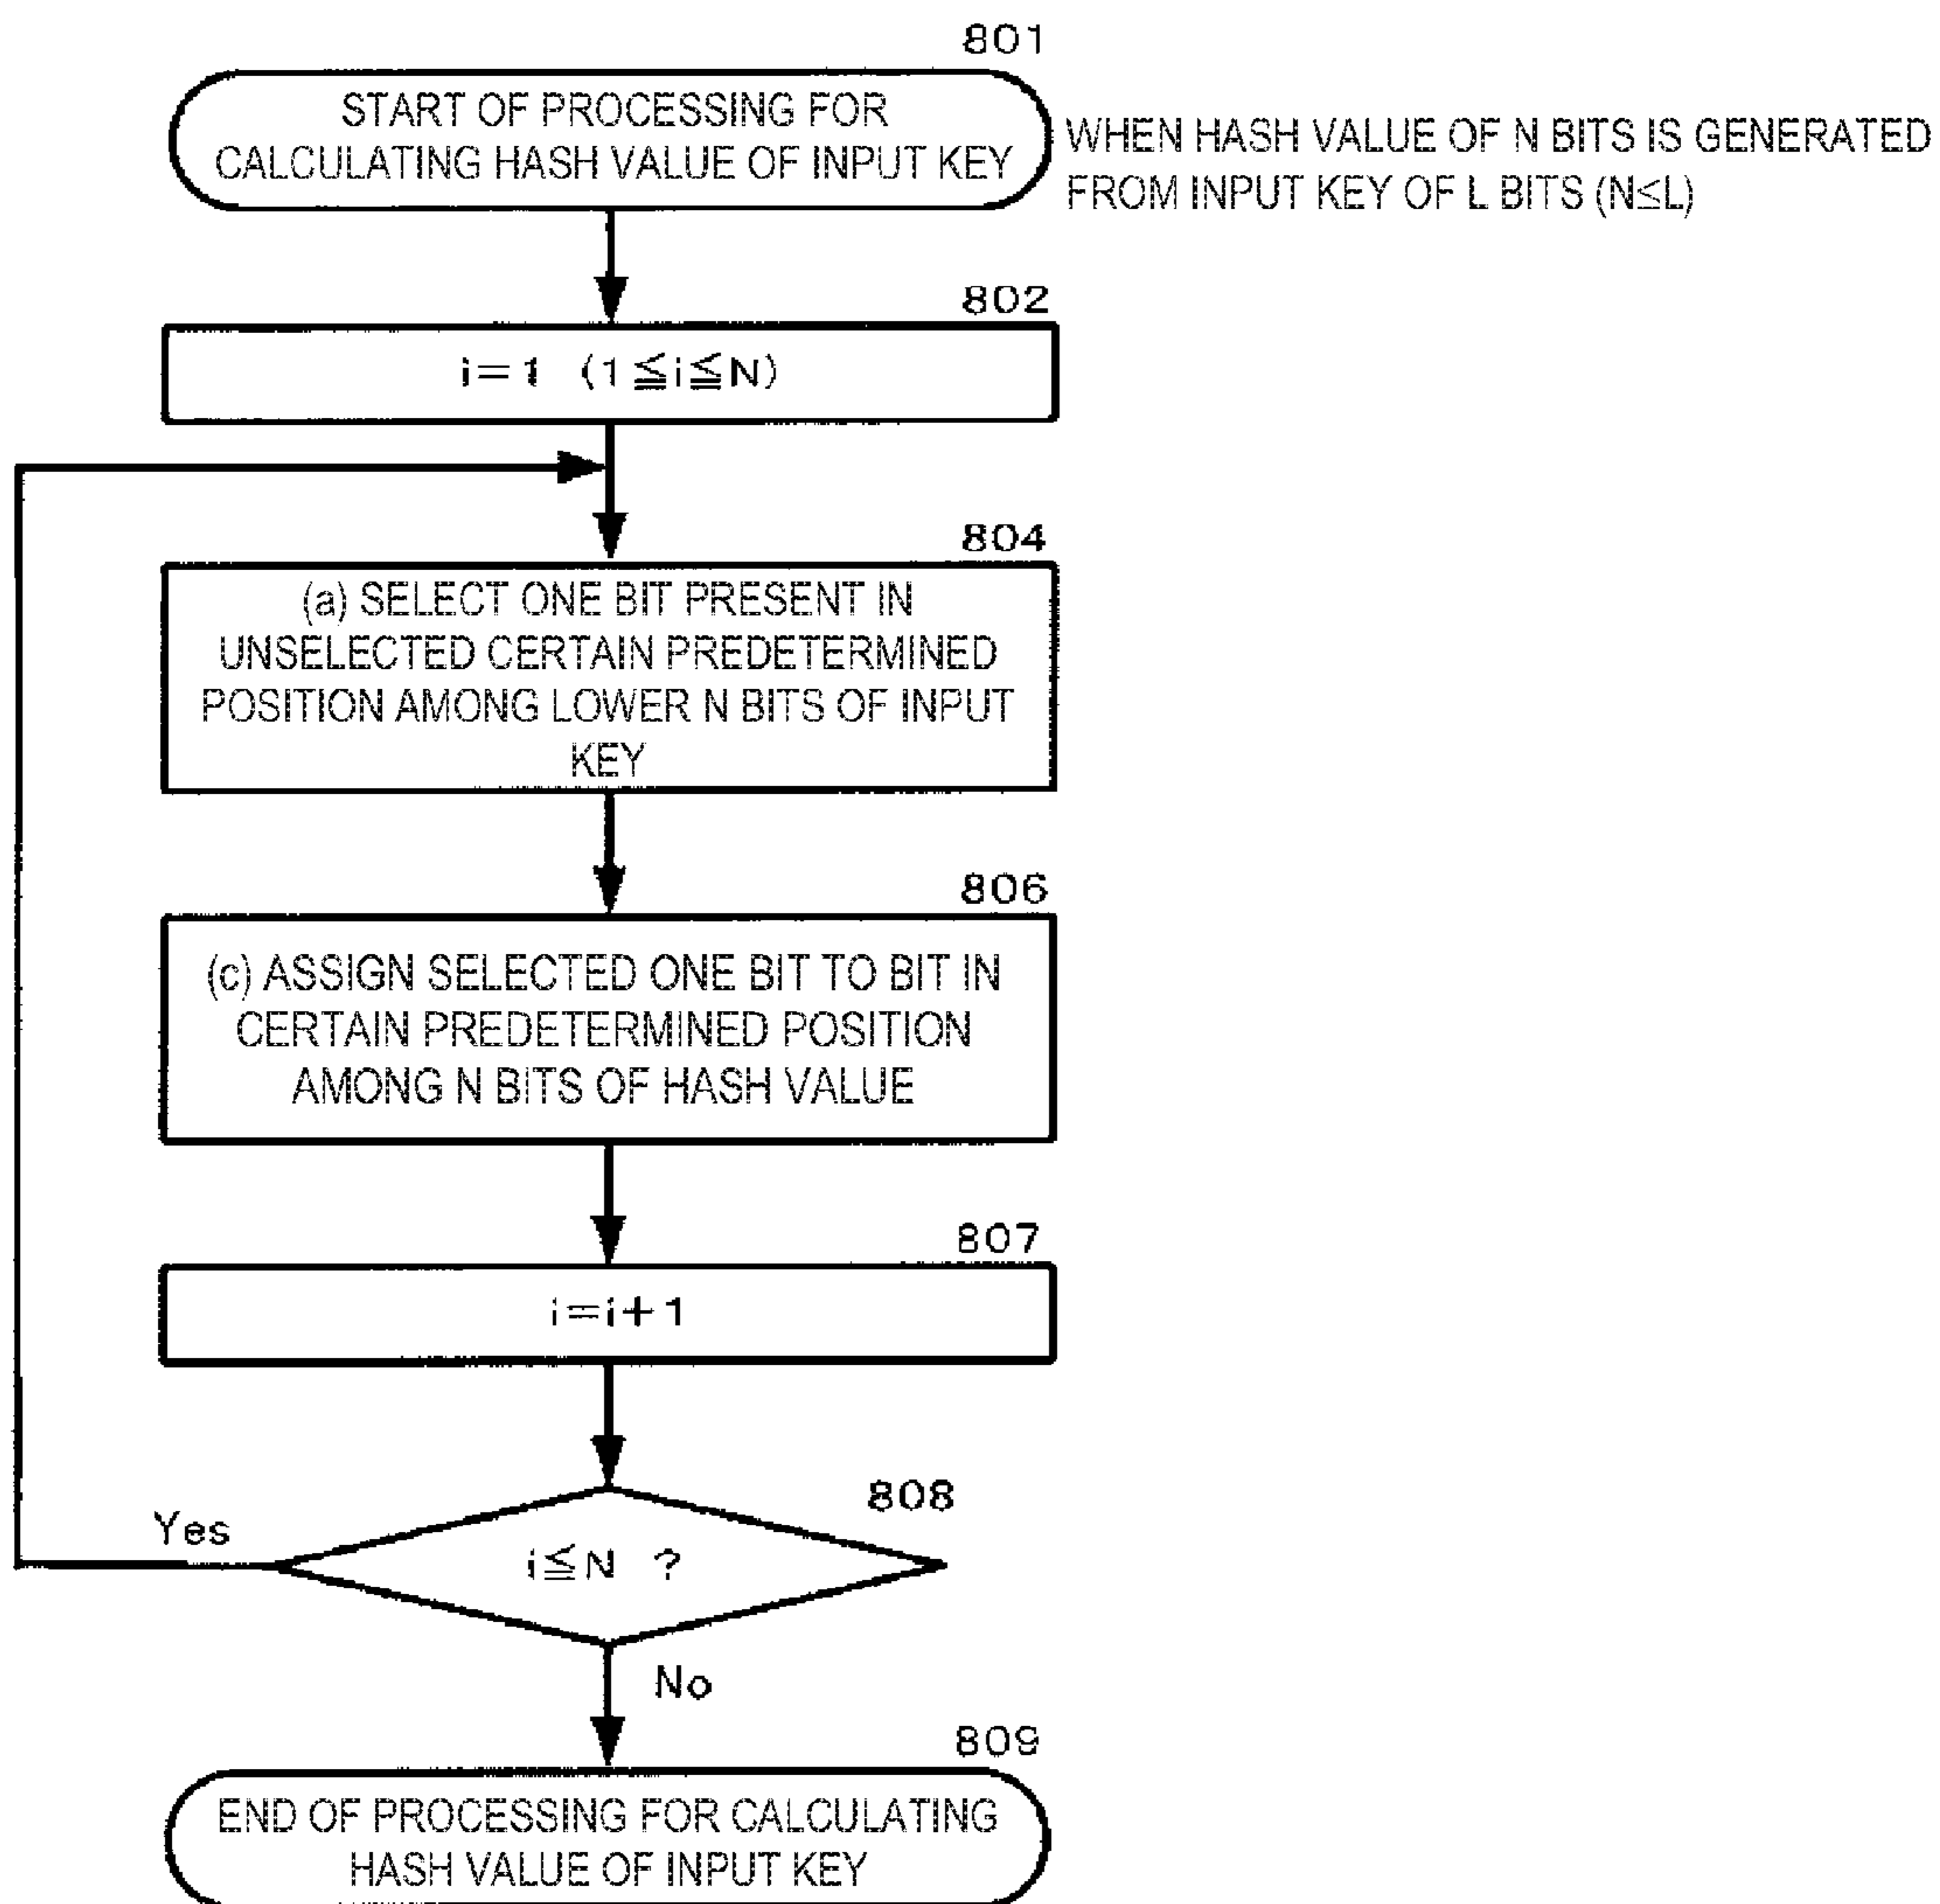 801
START OF PROCESSING FOR
CALCULATING HASH VALUE OF INPUT KEY
WHEN HASH VALUE OF N BITS IS GENERATED
FROM INPUT KEY OF L BITS (N≤L)
802
i=1 (1≦i≦N)
804
(a) SELECT ONE BIT PRESENT IN
UNSELECTED CERTAIN PREDETERMINED
POSITION AMONG LOWER N BITS OF INPUT
KEY
806
(c) ASSIGN SELECTED ONE BIT TO BIT IN
CERTAIN PREDETERMINED POSITION
AMONG N BITS OF HASH VALUE
807
i=i+1
808
Yes
i≦N ?
No
809
END OF PROCESSING FOR CALCULATING
HASH VALUE OF INPUT KEY